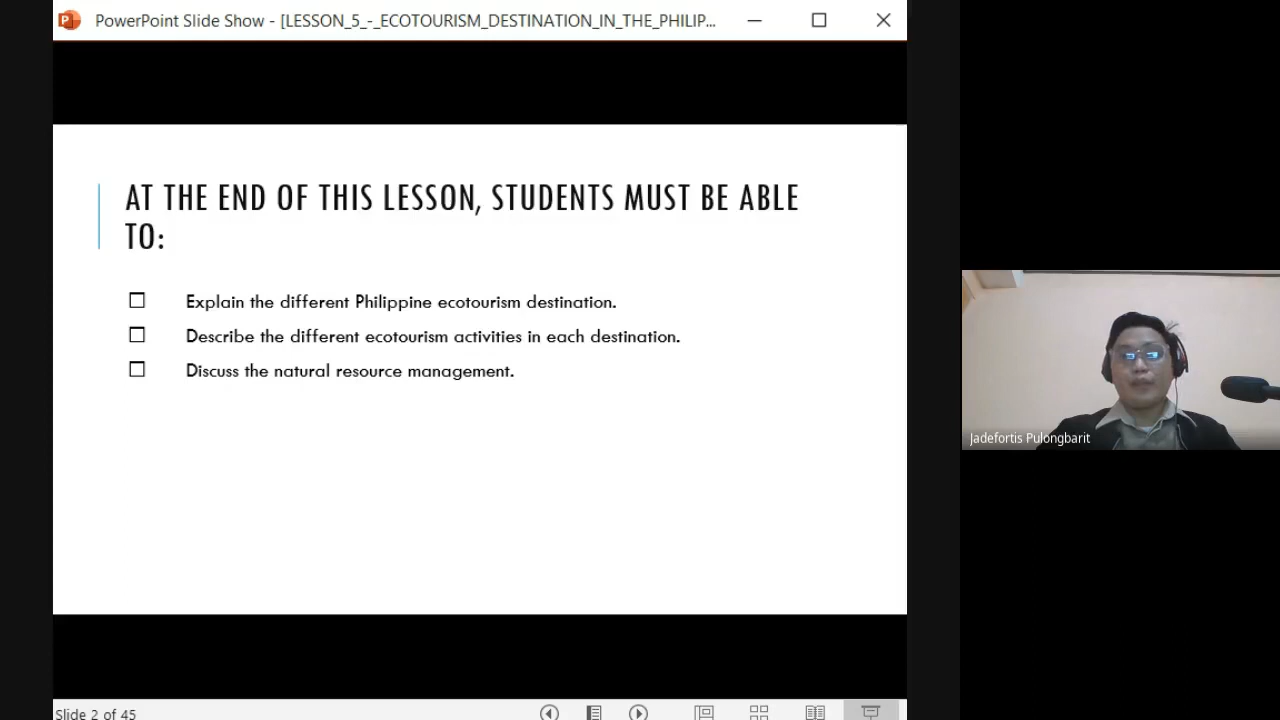 PowerPoint Slide Show - [LESSON_5_-_ECOTOURISM_DESTINATION_IN_THE_PHILIP...
AT THE END OF THIS LESSON, STUDENTS MUST BE ABLE
TO:
Explain the different Philippine ecotourism destination.
Describe the different ecotourism activities in each destination.
Discuss the natural resource management.
Jadefortis Pulongbarit
Slide 2 of 45